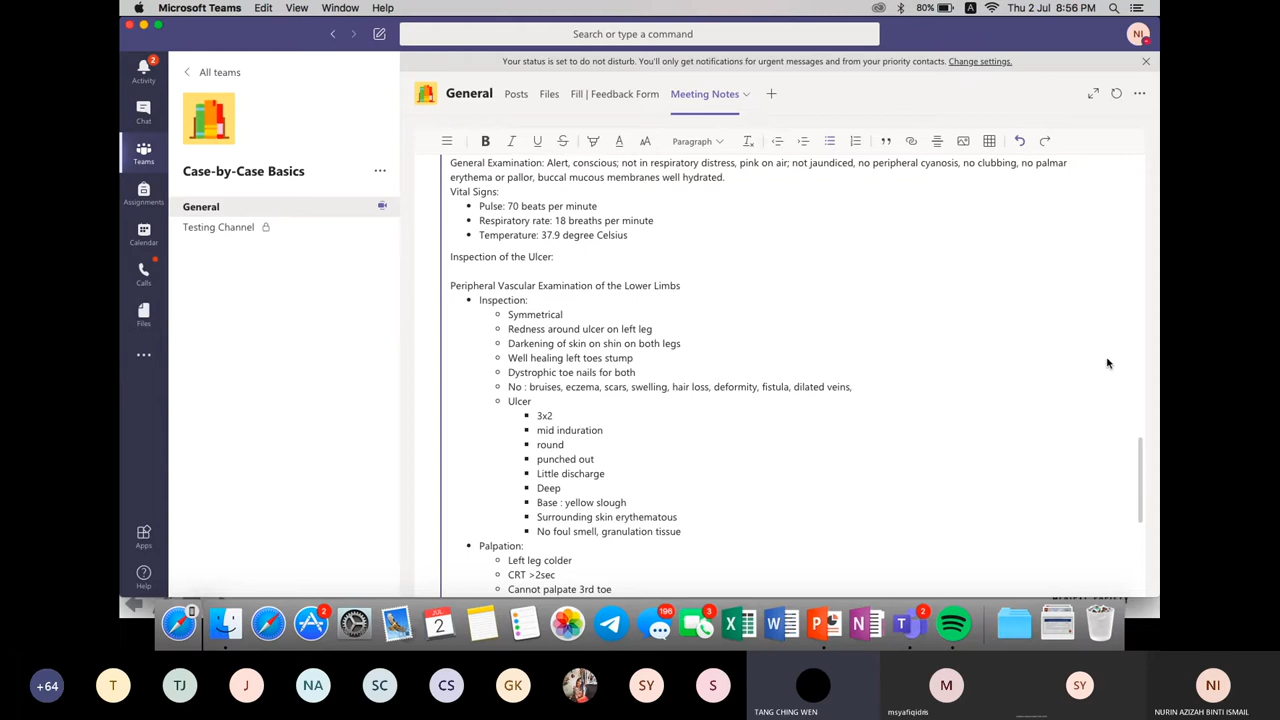 Microsoft Teams Edit View Window Help
80% A Thu 2 Jul 8:56 PM
Search or type a command
NI
Your status is set to do not disturb. You'll only get notifications for urgent messages and from your priority contacts. Change settings.
2
Activity
Chat
Teams
Assignments
Calendar
Calls
Files
Apps
Help
All teams
Case-by-Case Basics
General
Testing Channel
General Posts Files Fill | Feedback Form Meeting Notes
B I U S A AA Paragraph
General Examination: Alert, conscious; not in respiratory distress, pink on air; not jaundiced, no peripheral cyanosis, no clubbing, no palmar
erythema or pallor, buccal mucous membranes well hydrated.
Vital Signs:
Pulse: 70 beats per minute
Respiratory rate: 18 breaths per minute
Temperature: 37.9 degree Celsius
Inspection of the Ulcer:
Peripheral Vascular Examination of the Lower Limbs
Inspection:
Symmetrical
Redness around ulcer on left leg
Darkening of skin on shin on both legs
Well healing left toes stump
Dystrophic toe nails for both
No : bruises, eczema, scars, swelling, hair loss, deformity, fistula, dilated veins,
Ulcer
3x2
mid induration
round
punched out
Little discharge
Deep
Base : yellow slough
Surrounding skin erythematous
No foul smell, granulation tissue
Palpation:
Left leg colder
CRT >2sec
Cannot palpate 3rd toe
2 JUL 2 196 3 X W P N T 2
+64 T TJ J NA SC CS GK SY S M SY NI
TANG CHING WEN msyafiqidris NURIN AZIZAH BINTI ISMAIL